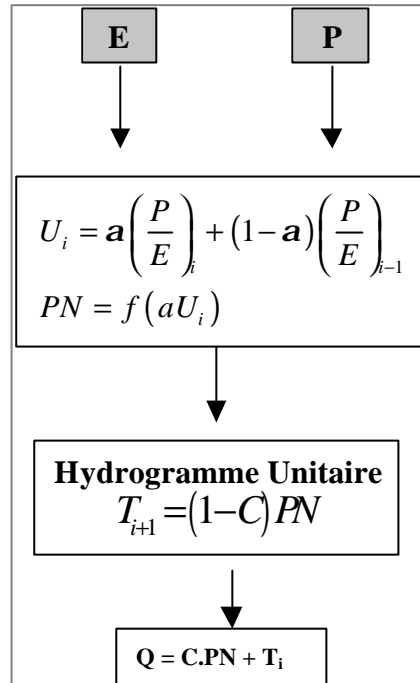 E P
U_i = a (P/E)_i + (1-a) (P/E)_{i-1}
PN = f(aU_i)
Hydrogramme Unitaire
T_{i+1} = (1-C) PN
Q = C.PN + T_i